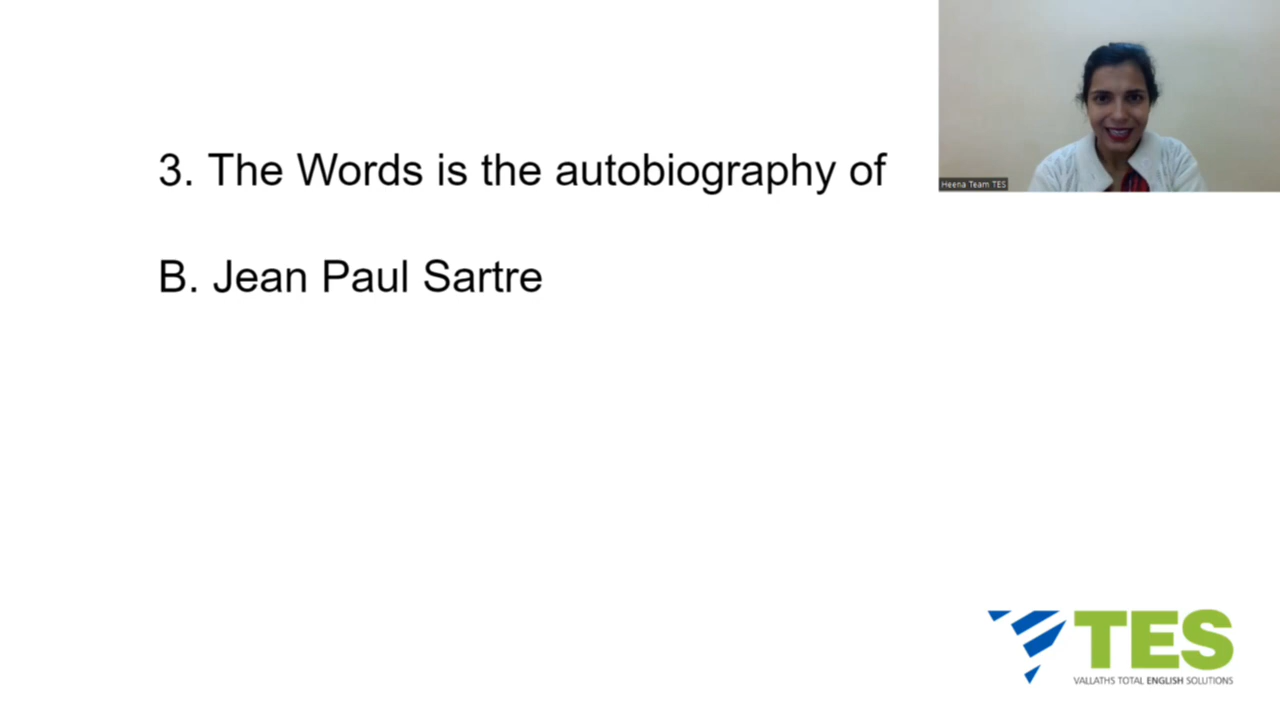 3. The Words is the autobiography of
B. Jean Paul Sartre
Heena Team TES
TES
VALLATHS TOTAL ENGLISH SOLUTIONS